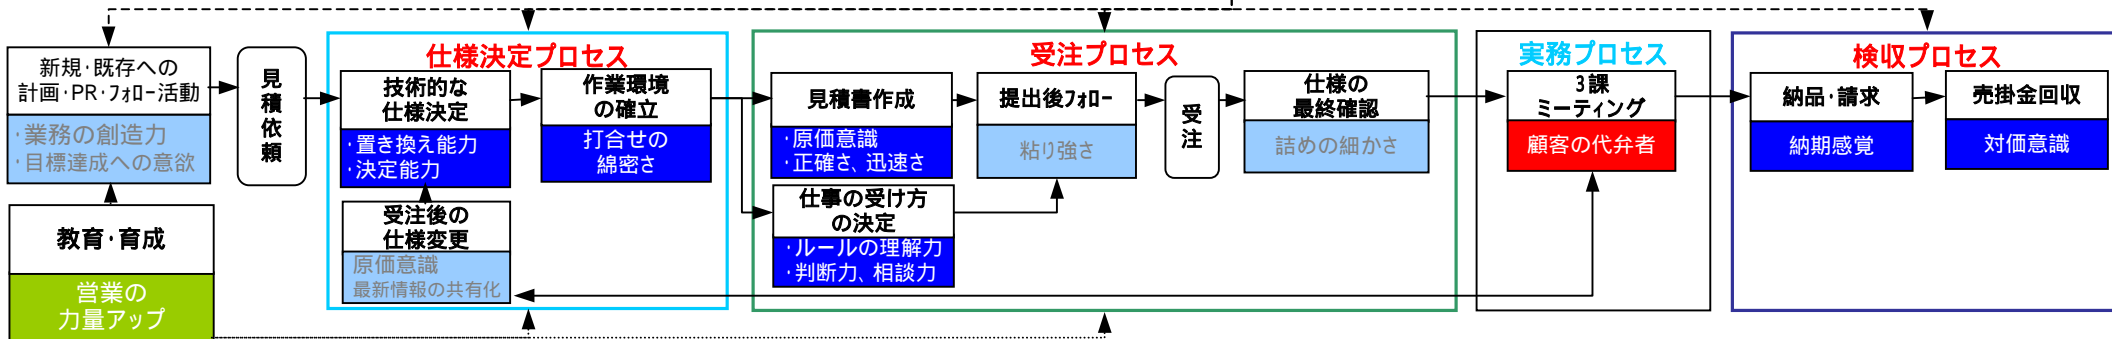 新規・既存への
計画・PR・ﾌｫﾛｰ活動
・業務の創造力
・目標達成への意欲
教育・育成
営業の
力量アップ
見積依頼
仕様決定プロセス
技術的な
仕様決定
・置き換え能力
・決定能力
作業環境
の確立
打合せの
綿密さ
受注後の
仕様変更
原価意識
最新情報の共有化
受注プロセス
見積書作成
・原価意識
・正確さ、迅速さ
提出後ﾌｫﾛｰ
粘り強さ
仕事の受け方
の決定
・ルールの理解力
・判断力、相談力
受注
仕様の
最終確認
詰めの細かさ
実務プロセス
3課
ミーティング
顧客の代弁者
検収プロセス
納品・請求
納期感覚
売掛金回収
対価意識